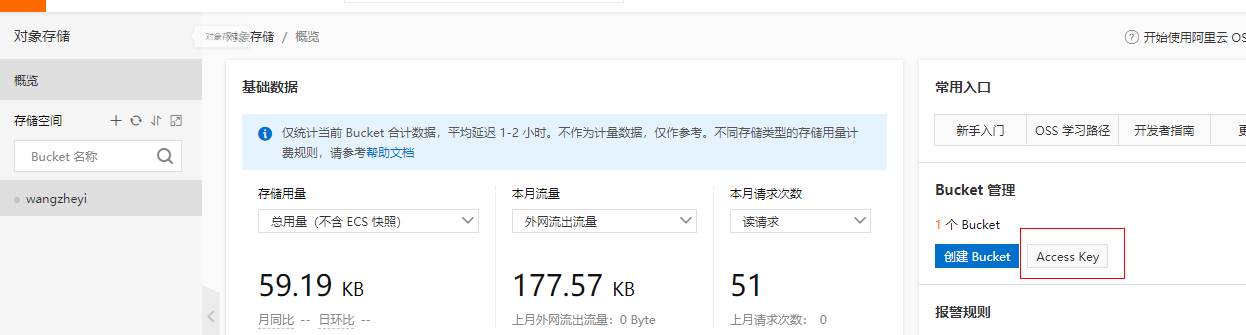 对象存储
对象存储
对象存储 / 概览
开始使用阿里云 OS
概览
存储空间
Bucket 名称
wangzheyi
基础数据
仅统计当前 Bucket 合计数据，平均延迟 1-2 小时。不作为计量数据，仅作参考。不同存储类型的存储用量计
费规则，请参考帮助文档
存储用量
总用量（不含 ECS 快照）
59.19 KB
月同比 -- 日环比 --
本月流量
外网流出流量
177.57 KB
上月外网流出流量：0 Byte
本月请求次数
读请求
51
上月请求次数： 0
常用入口
新手入门
OSS 学习路径
开发者指南
Bucket 管理
1 个 Bucket
创建 Bucket
Access Key
报警规则